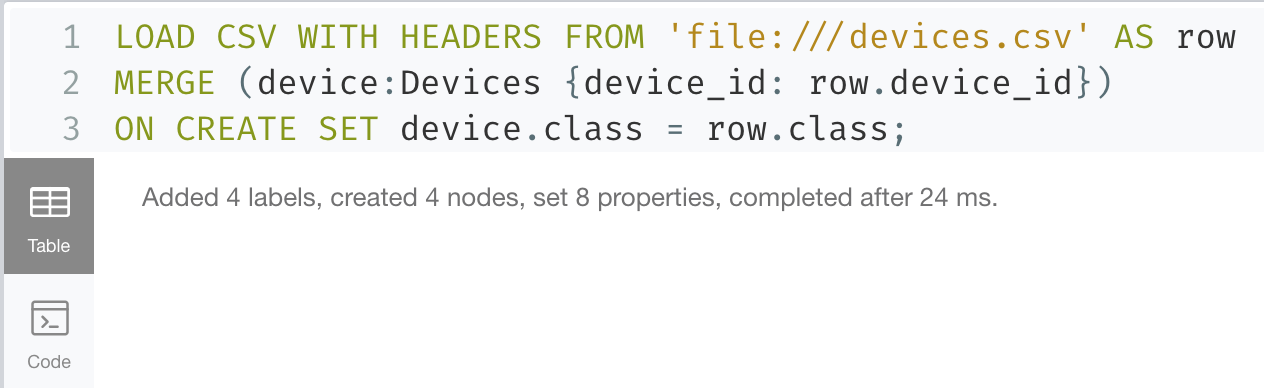 1 LOAD CSV WITH HEADERS FROM 'file:///devices.csv' AS row
2 MERGE (device:Devices {device_id: row.device_id})
3 ON CREATE SET device.class = row.class;
Added 4 labels, created 4 nodes, set 8 properties, completed after 24 ms.
Table
Code